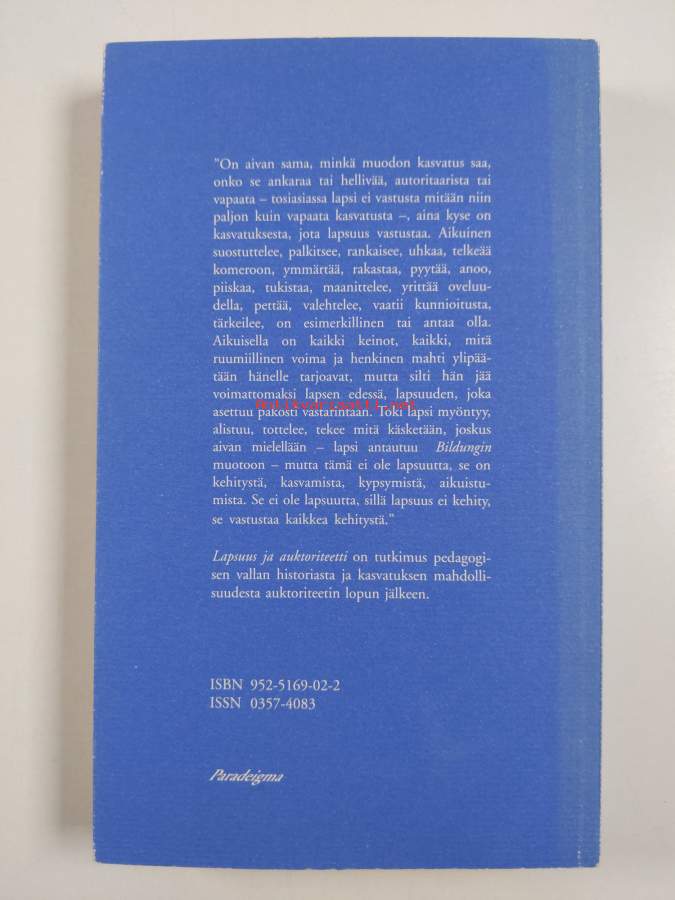 "On aivan sama, minkä muodon kasvatus saa,
onko se ankaraa tai hellivää, autoritaarista tai
vapaata – tosiasiassa lapsi ei vastusta mitään niin
paljon kuin vapaata kasvatusta –, aina kyse on
kasvatuksesta, jota lapsuus vastustaa. Aikuinen
suostuttelee, palkitsee, rankaisee, uhkaa, telkeää
komeroon, ymmärtää, rakastaa, pyytää, anoo,
piiskaa, tukistaa, maanittelee, yrittää oveluu-
della, pettää, valehtelee, vaatii kunnioitusta,
tärkeilee, on esimerkillinen tai antaa olla.
Aikuisella on kaikki keinot, kaikki, mitä
ruumiillinen voima ja henkinen mahti ylipää-
tään hänelle tarjoavat, mutta silti hän jää
voimattomaksi lapsen edessä, lapsuuden, joka
Antikvariaatti.net
asettuu pakosti vastarintaan. Toki lapsi myöntyy,
alistuu, tottelee, tekee mitä käsketään, joskus
aivan mielellään – lapsi antautuu Bildungin
muotoon – mutta tämä ei ole lapsuutta, se on
kehitystä, kasvamista, kypsymistä, aikuistu-
mista. Se ei ole lapsuutta, sillä lapsuus ei kehity,
se vastustaa kaikkea kehitystä."
Lapsuus ja auktoriteetti on tutkimus pedagogi-
sen vallan historiasta ja kasvatuksen mahdolli-
suudesta auktoriteetin lopun jälkeen.
ISBN 952-5169-02-2
ISSN 0357-4083
Paradeigma